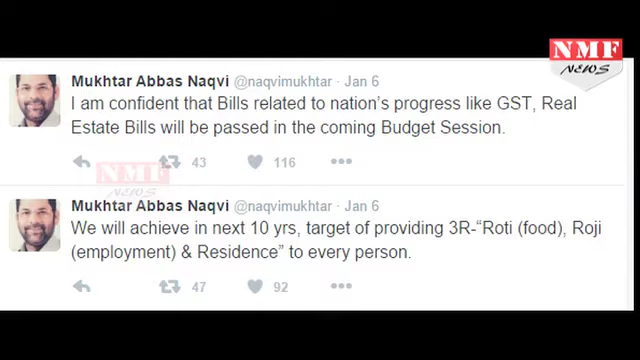 NMF
NEWS
Mukhtar Abbas Naqvi @naqvimukhtar · Jan 6
I am confident that Bills related to nation's progress like GST, Real
Estate Bills will be passed in the coming Budget Session.
43 116
NMF
NEWS
Mukhtar Abbas Naqvi @naqvimukhtar · Jan 6
We will achieve in next 10 yrs, target of providing 3R-“Roti (food), Roji
(employment) & Residence” to every person.
47 92